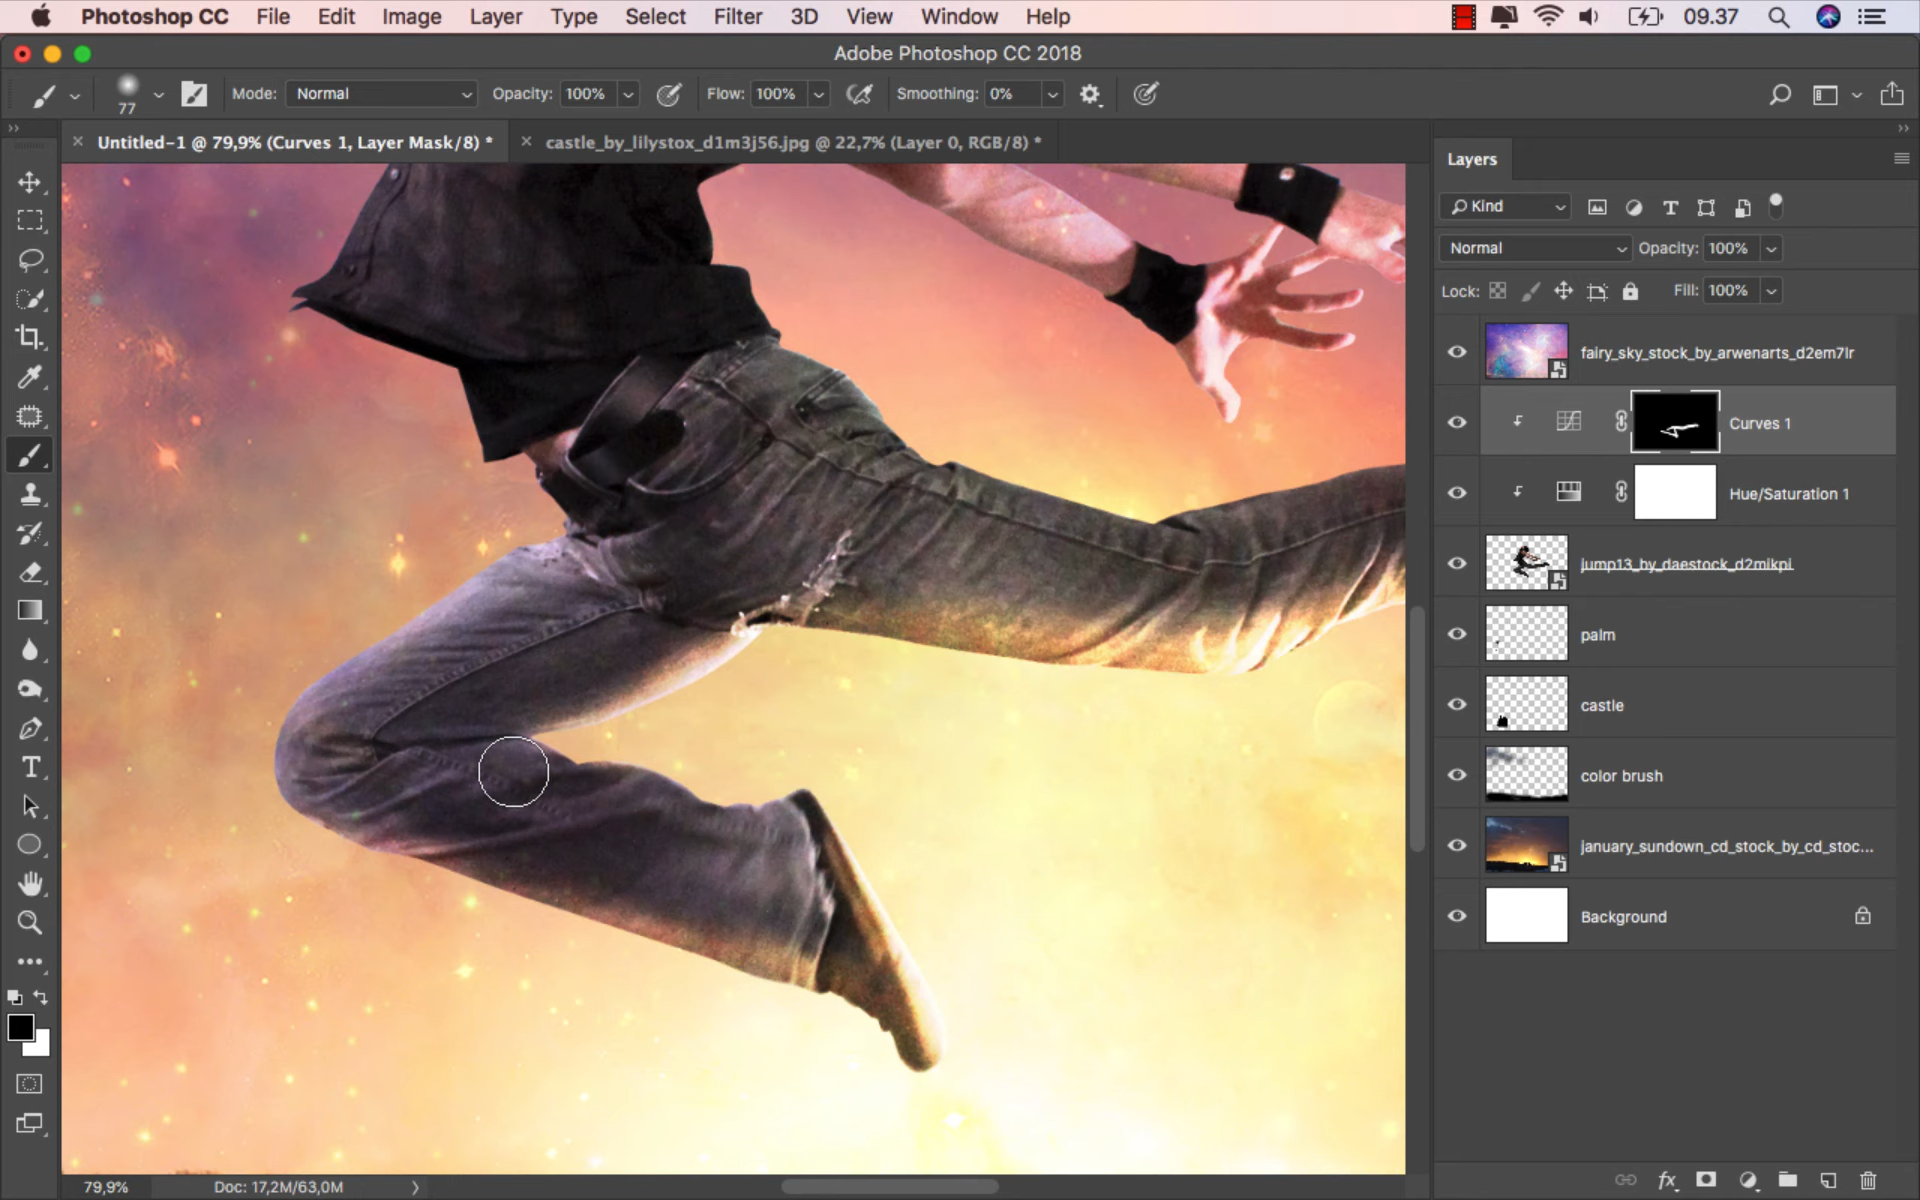 Photoshop CC File Edit Image Layer Type Select Filter 3D View Window Help 09.37
Adobe Photoshop CC 2018
77 Mode: Normal Opacity: 100% Flow: 100% Smoothing: 0%
Untitled-1 @ 79,9% (Curves 1, Layer Mask/8) * castle_by_lilystox_d1m3j56.jpg @ 22,7% (Layer 0, RGB/8) *
Layers
Kind
Normal Opacity: 100%
Lock: Fill: 100%
fairy_sky_stock_by_arwenarts_d2em7lr
Curves 1
Hue/Saturation 1
jump13_by_daestock_d2mikpi
palm
castle
color brush
january_sundown_cd_stock_by_cd_stoc...
Background
79,9% Doc: 17,2M/63,0M